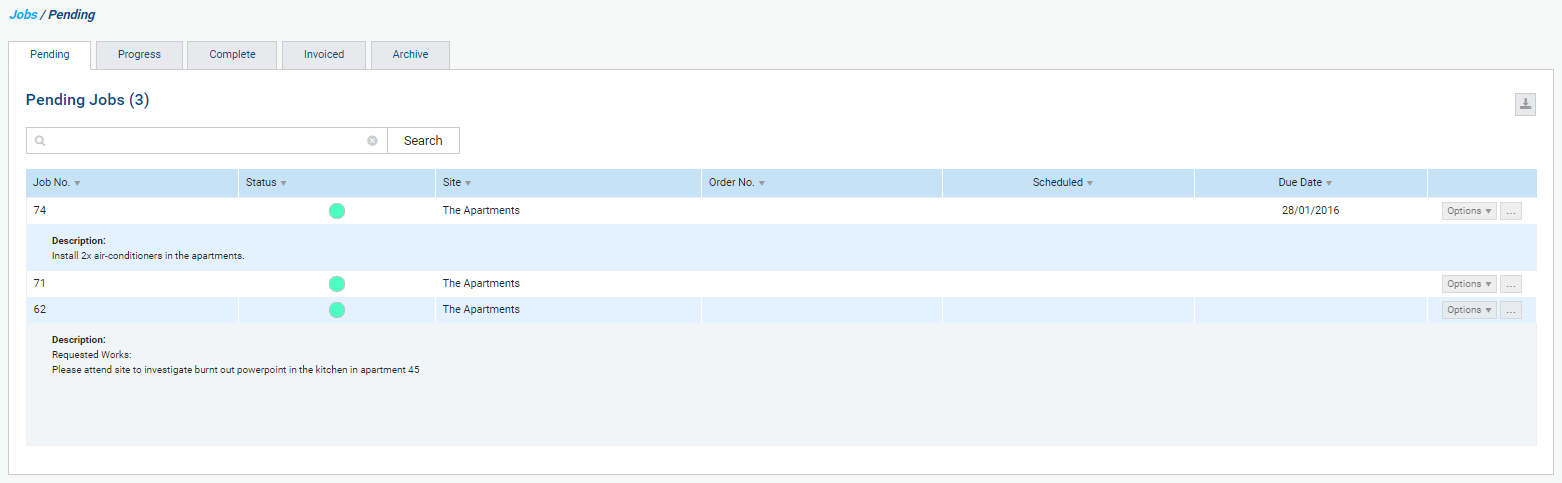 Jobs / Pending
Pending Progress Complete Invoiced Archive
Pending Jobs (3)
Search
Job No. Status Site Order No. Scheduled Due Date
74 The Apartments 28/01/2016 Options ...
Description:
Install 2x air-conditioners in the apartments.
71 The Apartments Options ...
62 The Apartments Options ...
Description:
Requested Works:
Please attend site to investigate burnt out powerpoint in the kitchen in apartment 45